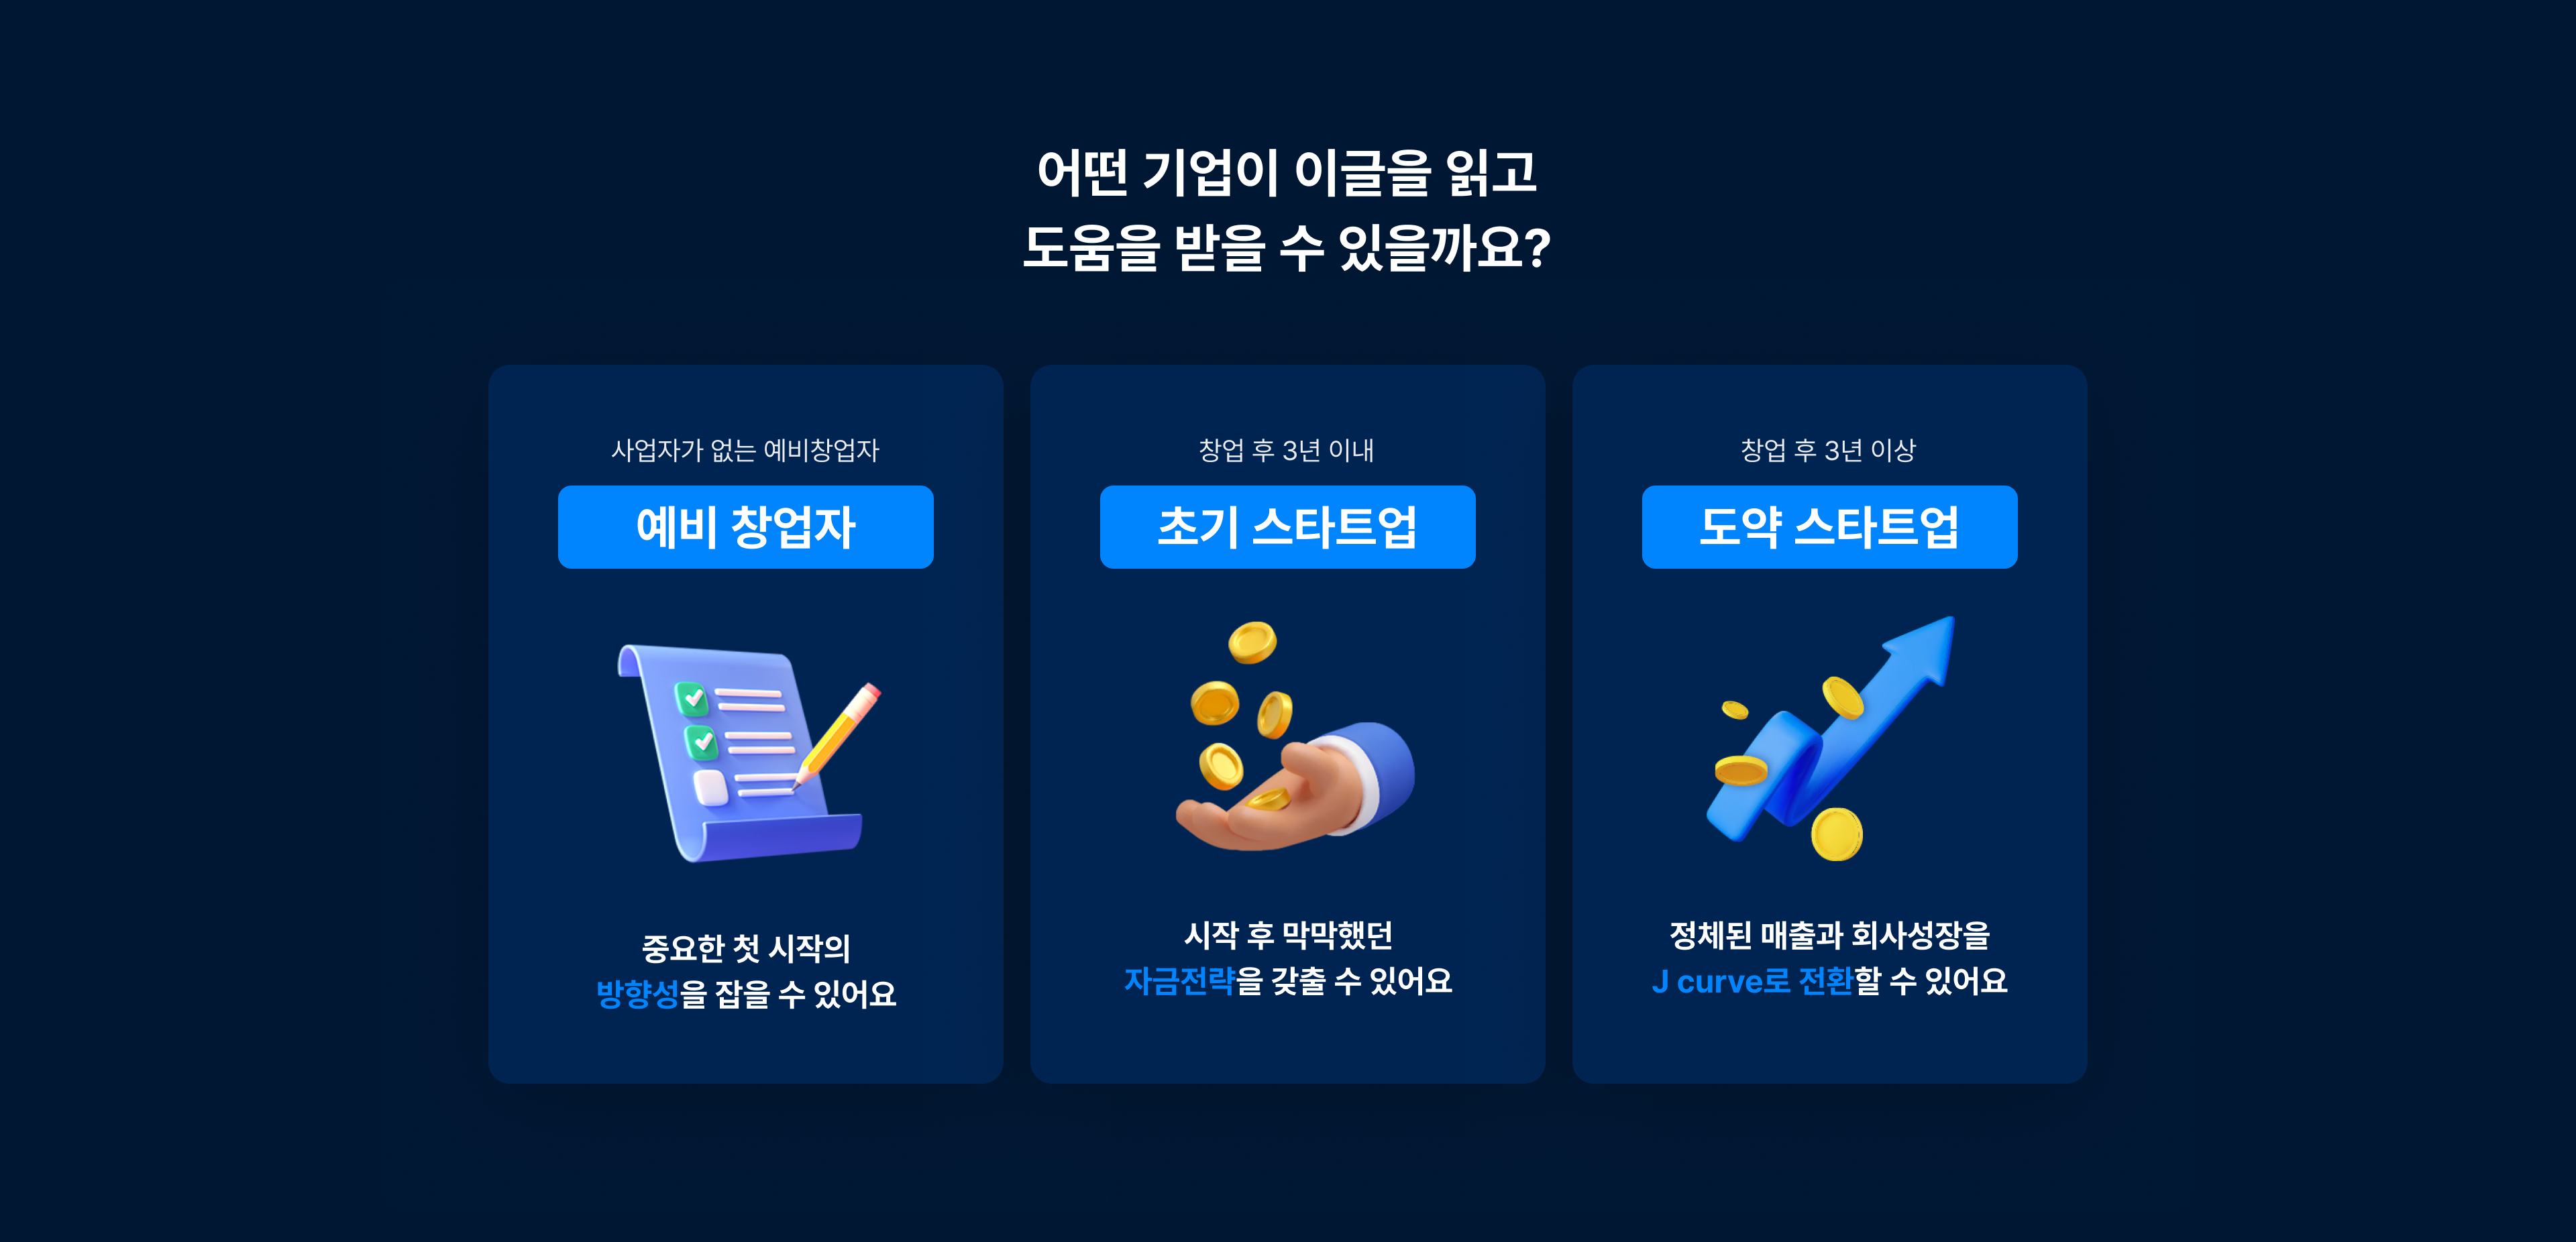 어떤 기업이 이글을 읽고
도움을 받을 수 있을까요?
사업자가 없는 예비창업자
예비 창업자
중요한 첫 시작의
방향성을 잡을 수 있어요
창업 후 3년 이내
초기 스타트업
시작 후 막막했던
자금전략을 갖출 수 있어요
창업 후 3년 이상
도약 스타트업
정체된 매출과 회사성장을
J curve로 전환할 수 있어요